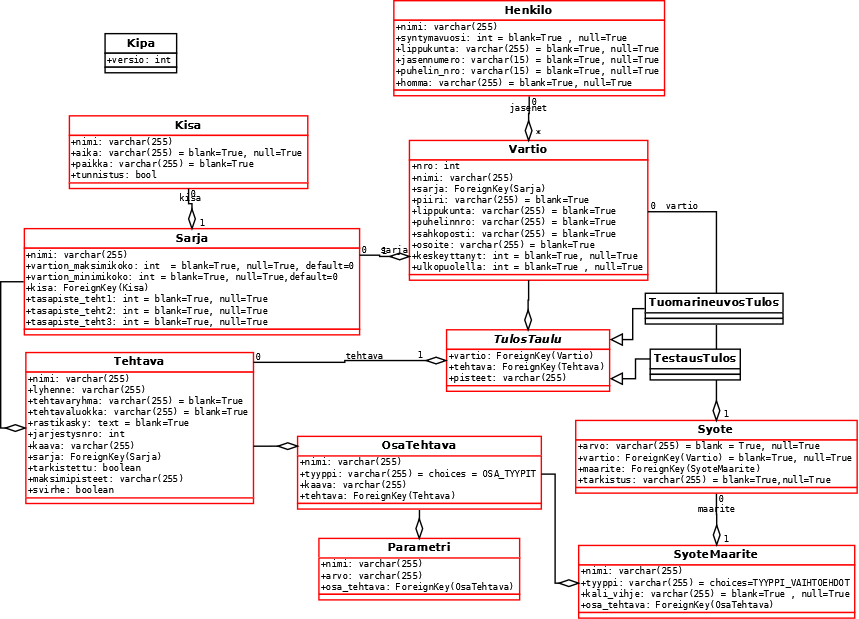 Henkilo
+nimi: varchar(255)
+syntymavuosi: int = blank=True , null=True
+lippukunta: varchar(255) = blank=True, null=True
+jasennumero: varchar(15) = blank=True, null=True
+puhelin_nro: varchar(15) = blank=True, null=True
+homma: varchar(255) = blank=True, null=True
Kipa
+versio: int
0
jasenet
*
Kisa
+nimi: varchar(255)
+aika: varchar(255) = blank=True, null=True
+paikka: varchar(255) = blank=True
+tunnistus: bool
0
kisa
1
Vartio
+nro: int
+nimi: varchar(255)
+sarja: ForeignKey(Sarja)
+piiri: varchar(255) = blank=True
+lippukunta: varchar(255) = blank=True
+puhelinnro: varchar(255) = blank=True
+sahkoposti: varchar(255) = blank=True
+osoite: varchar(255) = blank=True
+keskeyttanyt: int = blank=True, null=True
+ulkopuolella: int = blank=True , null=True
0 vartio
Sarja
+nimi: varchar(255)
+vartion_maksimikoko: int  = blank=True, null=True, default=0
+vartion_minimikoko: int = blank=True, null=True,default=0
+kisa: ForeignKey(Kisa)
+tasapiste_teht1: int = blank=True, null=True
+tasapiste_teht2: int = blank=True, null=True
+tasapiste_teht3: int = blank=True, null=True
0 sarja
1
TuomarineuvosTulos
TulosTaulu
+vartio: ForeignKey(Vartio)
+tehtava: ForeignKey(Tehtava)
+pisteet: varchar(255)
TestausTulos
0 tehtava 1
Tehtava
+nimi: varchar(255)
+lyhenne: varchar(255)
+tehtavaryhma: varchar(255) = blank=True
+tehtavaluokka: varchar(255) = blank=True
+rastikasky: text = blank=True
+jarjestysnro: int
+kaava: varchar(255)
+sarja: ForeignKey(Sarja)
+tarkistettu: boolean
+maksimipisteet: varchar(255)
+svirhe: boolean
1
Syote
+arvo: varchar(255) = blank = True, null=True
+vartio: ForeignKey(Vartio) = blank=True, null=True
+maarite: ForeignKey(SyoteMaarite)
+tarkistus: varchar(255) = blank=True,null=True
OsaTehtava
+nimi: varchar(255)
+tyyppi: varchar(255) = choices = OSA_TYYPIT
+kaava: varchar(255)
+tehtava: ForeignKey(Tehtava)
0
maarite
1
Parametri
+nimi: varchar(255)
+arvo: varchar(255)
+osa_tehtava: ForeignKey(OsaTehtava)
SyoteMaarite
+nimi: varchar(255)
+tyyppi: varchar(255) = choices=TYYPPI_VAIHTOEHDOT
+kali_vihje: varchar(255) = blank=True , null=True
+osa_tehtava: ForeignKey(OsaTehtava)